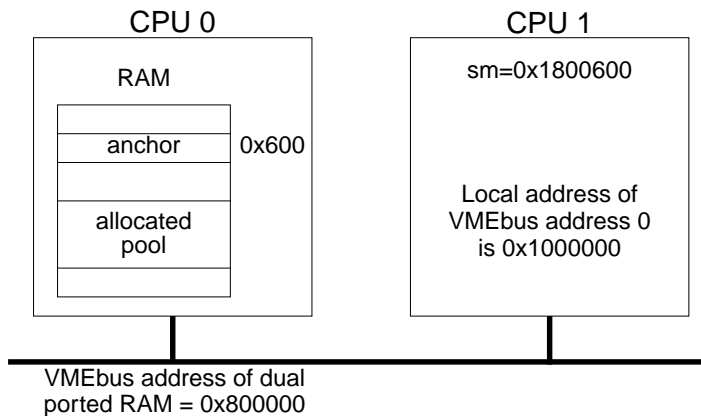 CPU 0
RAM
anchor
0x600
allocated
pool
CPU 1
sm=0x1800600
Local address of
VMEbus address 0
is 0x1000000
VMEbus address of dual
ported RAM = 0x800000